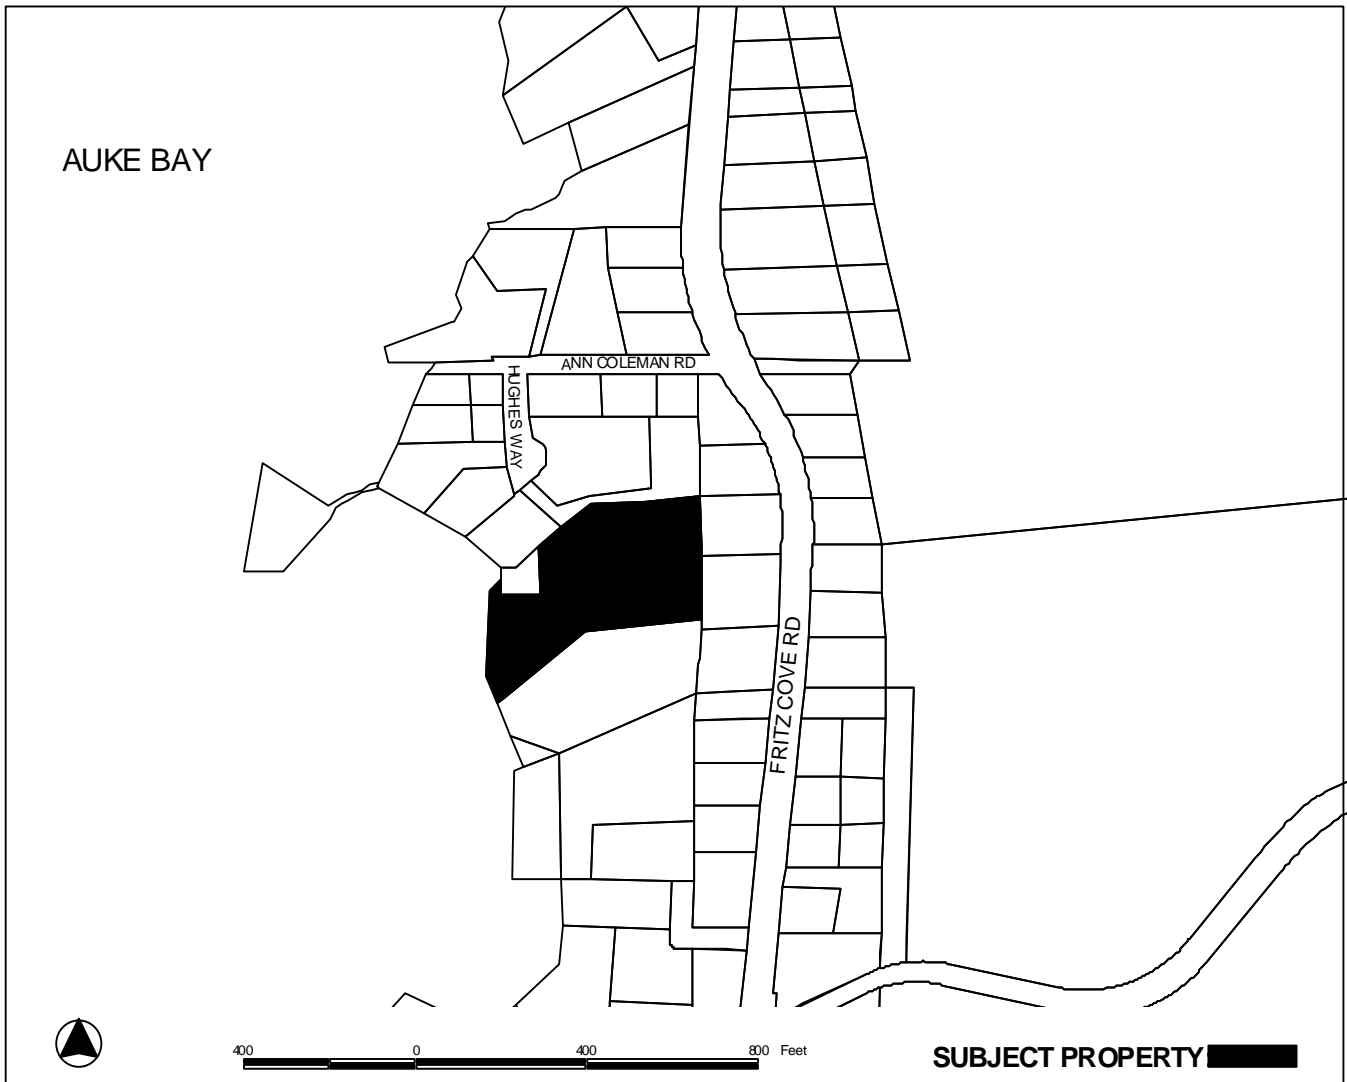 AUKE BAY
ANN COLEMAN RD
HUGHES WAY
FRITZ COVE RD
400 0 400 800 Feet
SUBJECT PROPERTY